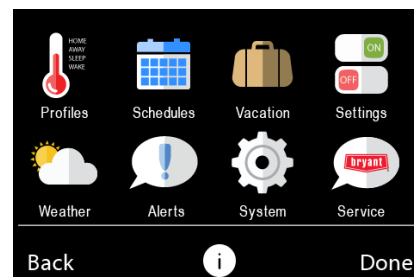 HOME
AWAY
SLEEP
WAKE
ON
OFF
Profiles Schedules Vacation Settings
bryant
Weather Alerts System Service
Back i Done